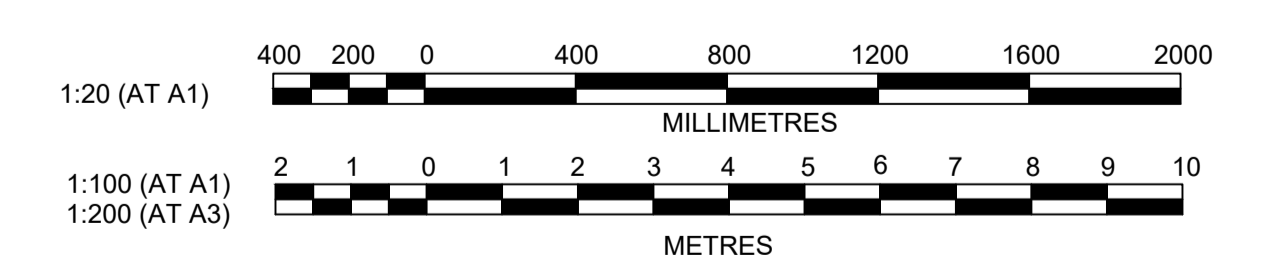 400 200 0 400 800 1200 1600 2000
1:20 (AT A1)
MILLIMETRES
2 1 0 1 2 3 4 5 6 7 8 9 10
1:100 (AT A1)
1:200 (AT A3)
METRES